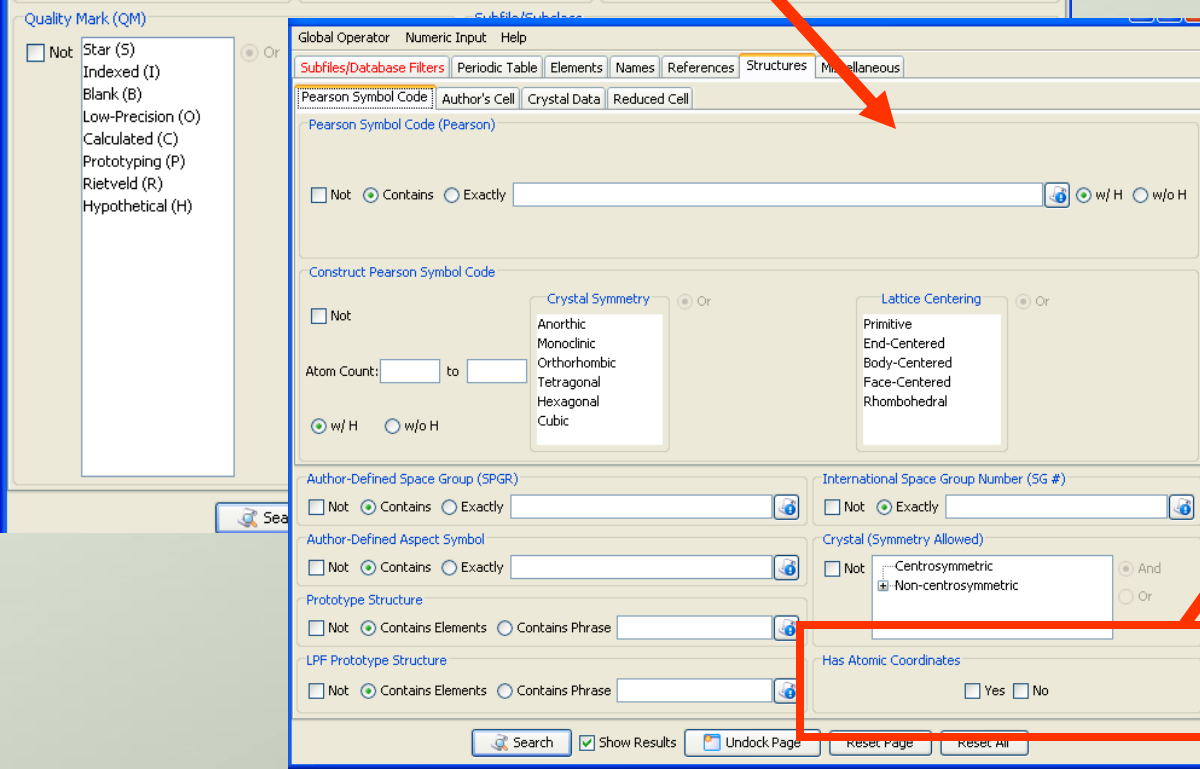 Quality Mark (QM)
Subfile/Subclass
Not
Star (S)
Indexed (I)
Blank (B)
Low-Precision (O)
Calculated (C)
Prototyping (P)
Rietveld (R)
Hypothetical (H)
Or
Global Operator Numeric Input Help
Subfiles/Database Filters Periodic Table Elements Names References Structures Miscellaneous
Pearson Symbol Code Author's Cell Crystal Data Reduced Cell
Pearson Symbol Code (Pearson)
Not Contains Exactly w/ H w/o H
Construct Pearson Symbol Code
Not
Atom Count: to
w/ H w/o H
Crystal Symmetry
Or
Anorthic
Monoclinic
Orthorhombic
Tetragonal
Hexagonal
Cubic
Lattice Centering
Or
Primitive
End-Centered
Body-Centered
Face-Centered
Rhombohedral
Author-Defined Space Group (SPGR)
Not Contains Exactly
International Space Group Number (SG #)
Not Exactly
Author-Defined Aspect Symbol
Not Contains Exactly
Crystal (Symmetry Allowed)
Not
Centrosymmetric
Non-centrosymmetric
And
Or
Prototype Structure
Not Contains Elements Contains Phrase
LPF Prototype Structure
Not Contains Elements Contains Phrase
Has Atomic Coordinates
Yes No
Search Show Results Undock Page Reset Page Reset All
Sea